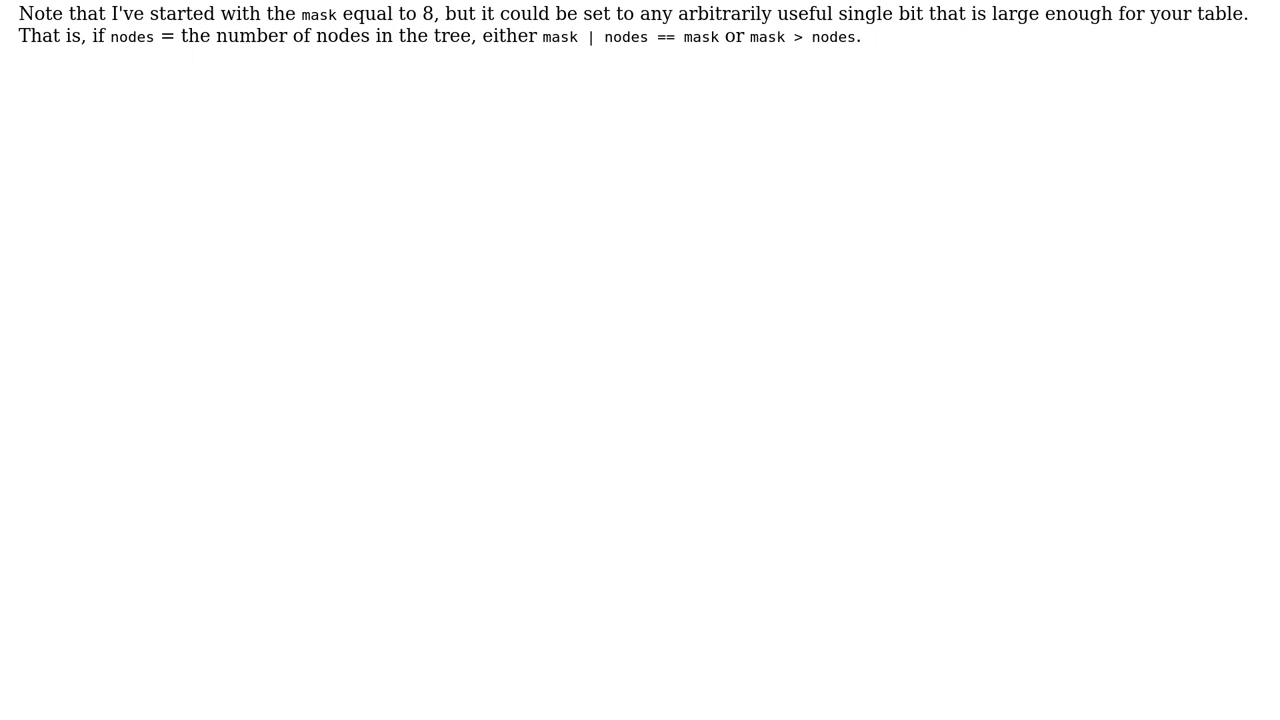 Note that I've started with the mask equal to 8, but it could be set to any arbitrarily useful single bit that is large enough for your table.
That is, if nodes = the number of nodes in the tree, either mask | nodes == mask or mask > nodes.